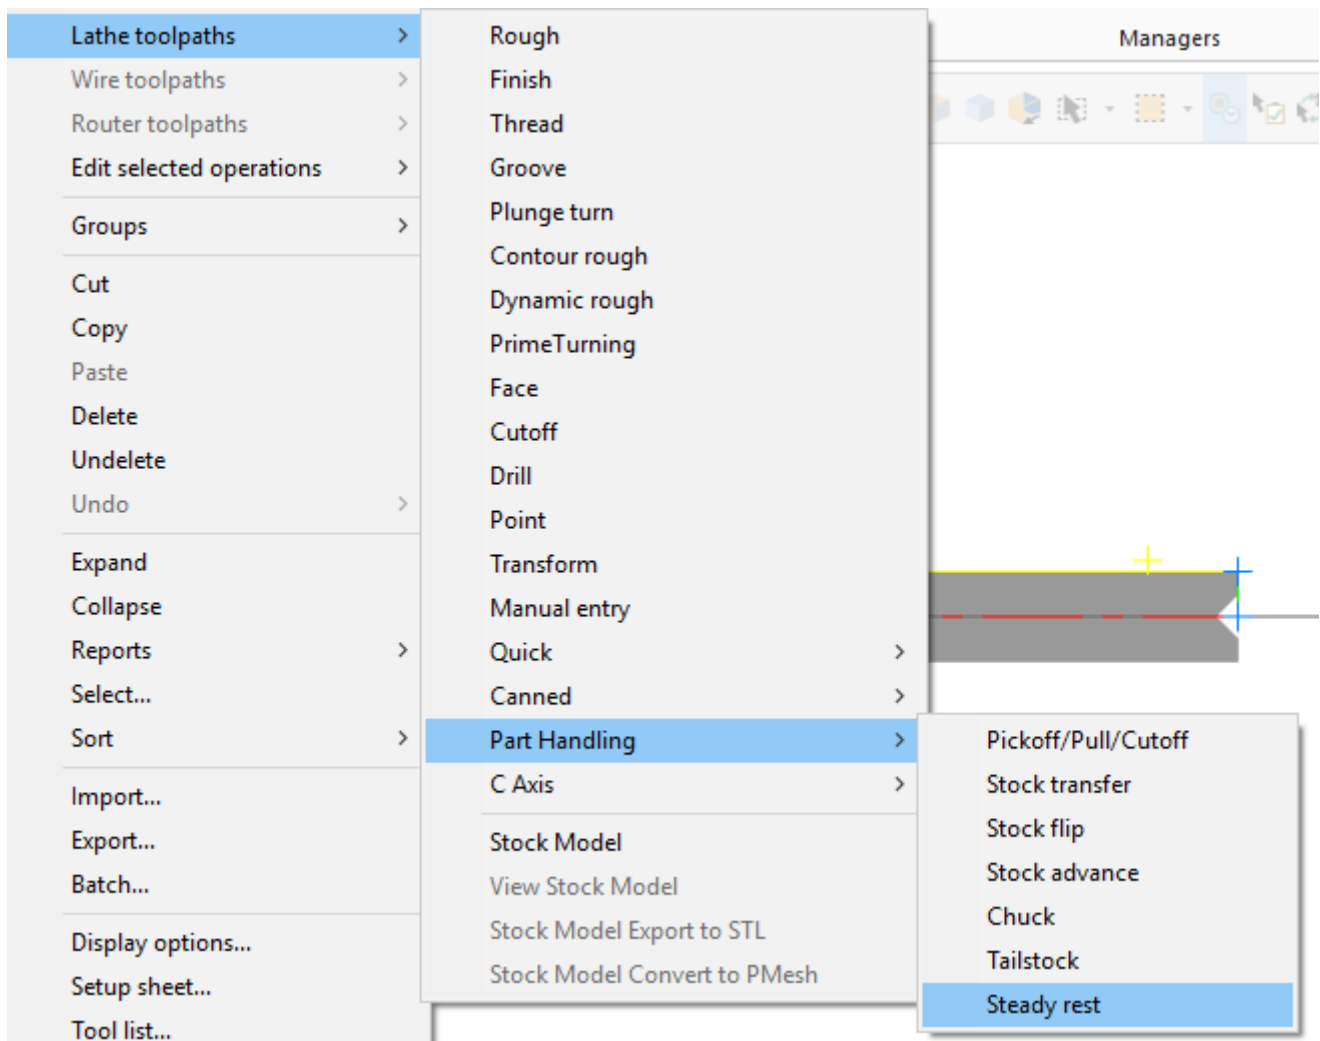 Lathe toolpaths
Wire toolpaths
Router toolpaths
Edit selected operations
Groups
Cut
Copy
Paste
Delete
Undelete
Undo
Expand
Collapse
Reports
Select...
Sort
Import...
Export...
Batch...
Display options...
Setup sheet...
Tool list...
Rough
Finish
Thread
Groove
Plunge turn
Contour rough
Dynamic rough
PrimeTurning
Face
Cutoff
Drill
Point
Transform
Manual entry
Quick
Canned
Part Handling
C Axis
Stock Model
View Stock Model
Stock Model Export to STL
Stock Model Convert to PMesh
Managers
Pickoff/Pull/Cutoff
Stock transfer
Stock flip
Stock advance
Chuck
Tailstock
Steady rest